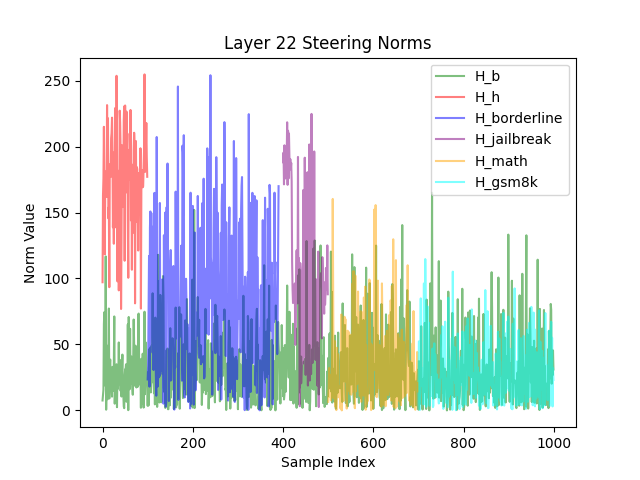 Layer 22 Steering Norms
Norm Value
250
200
150
100
50
0
H_b
H_h
H_borderline
H_jailbreak
H_math
H_gsm8k
0 200 400 600 800 1000
Sample Index